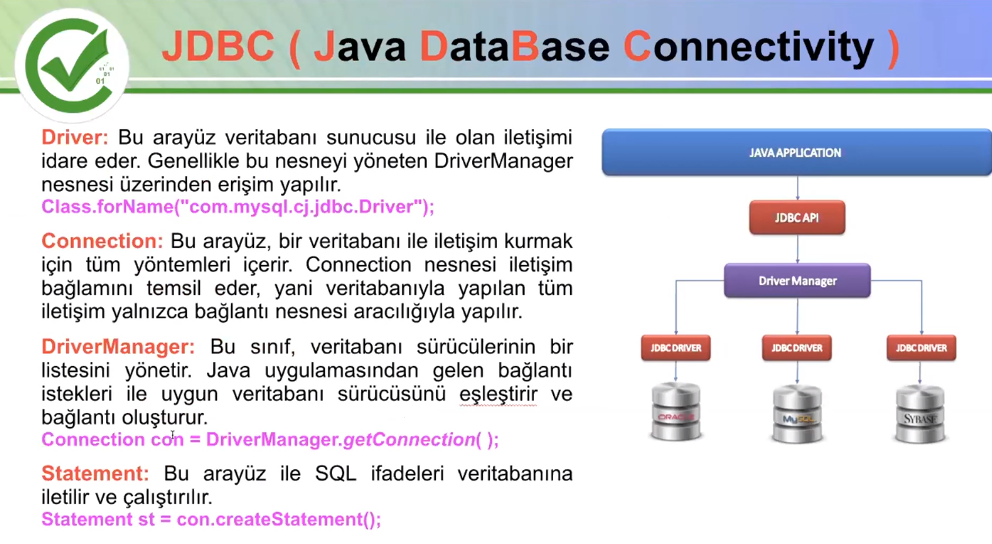 JDBC ( Java DataBase Connectivity )
Driver: Bu arayüz veritabanı sunucusu ile olan iletişimi
idare eder. Genellikle bu nesneyi yöneten DriverManager
nesnesi üzerinden erişim yapılır.
Class.forName("com.mysql.cj.jdbc.Driver");
Connection: Bu arayüz, bir veritabanı ile iletişim kurmak
için tüm yöntemleri içerir. Connection nesnesi iletişim
bağlamını temsil eder, yani veritabanıyla yapılan tüm
iletişim yalnızca bağlantı nesnesi aracılığıyla yapılır.
DriverManager: Bu sınıf, veritabanı sürücülerinin bir
listesini yönetir. Java uygulamasından gelen bağlantı
istekleri ile uygun veritabanı sürücüsünü eşleştirir ve
bağlantı oluşturur.
Connection con = DriverManager.getConnection( );
Statement: Bu arayüz ile SQL ifadeleri veritabanına
iletilir ve çalıştırılır.
Statement st = con.createStatement();
JAVA APPLICATION
JDBC API
Driver Manager
JDBC DRIVER
JDBC DRIVER
JDBC DRIVER
ORACLE
MySQL
SYBASE
01